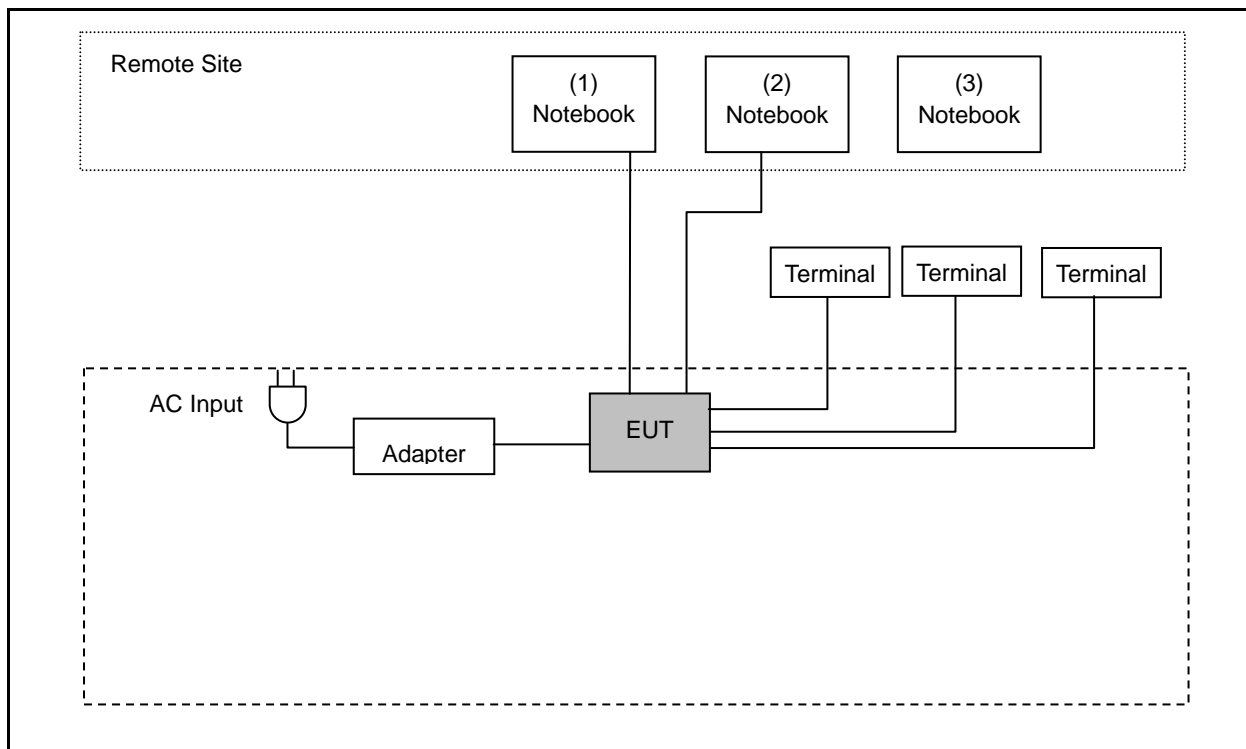 Remote Site
(1)
Notebook
(2)
Notebook
(3)
Notebook
Terminal
Terminal
Terminal
AC Input
Adapter
EUT